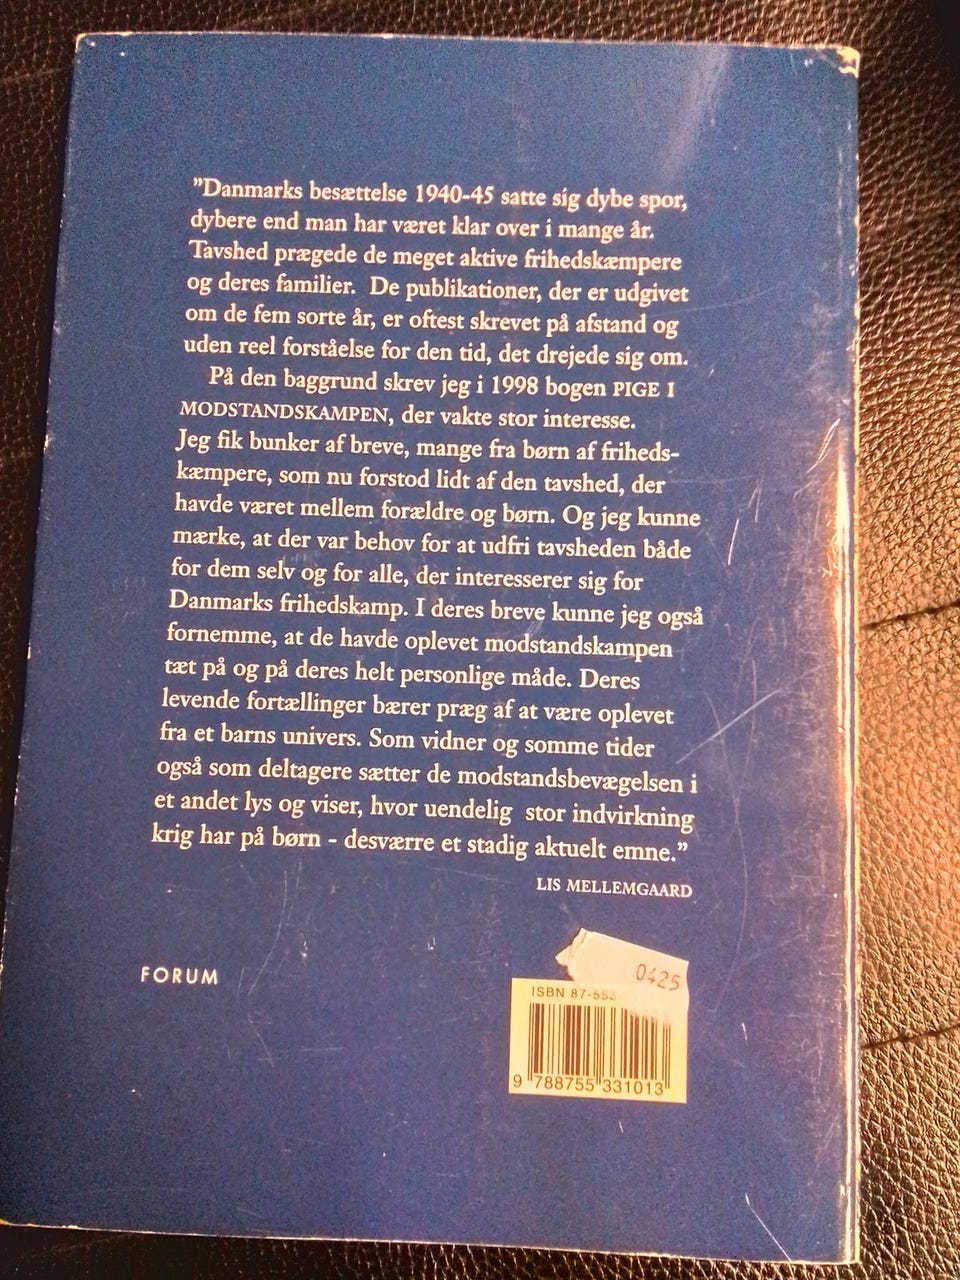 ”Danmarks besættelse 1940-45 satte sig dybe spor,
dybere end man har været klar over i mange år.
Tavshed prægede de meget aktive frihedskæmpere
og deres familier. De publikationer, der er udgivet
om de fem sorte år, er oftest skrevet på afstand og
uden reel forståelse for den tid, det drejede sig om.
På den baggrund skrev jeg i 1998 bogen PIGE I
MODSTANDSKAMPEN, der vakte stor interesse.
Jeg fik bunker af breve, mange fra børn af friheds-
kæmpere, som nu forstod lidt af den tavshed, der
havde været mellem forældre og børn. Og jeg kunne
mærke, at der var behov for at udfri tavsheden både
for dem selv og for alle, der interesserer sig for
Danmarks frihedskamp. I deres breve kunne jeg også
fornemme, at de havde oplevet modstandskampen
tæt på og på deres helt personlige måde. Deres
levende fortællinger bærer præg af at være oplevet
fra et barns univers. Som vidner og somme tider
også som deltagere sætter de modstandsbevægelsen i
et andet lys og viser, hvor uendelig stor indvirkning
krig har på børn - desværre et stadig aktuelt emne.”
LIS MELLEMGAARD
FORUM
0425
ISBN 87-553
9 788755 331013